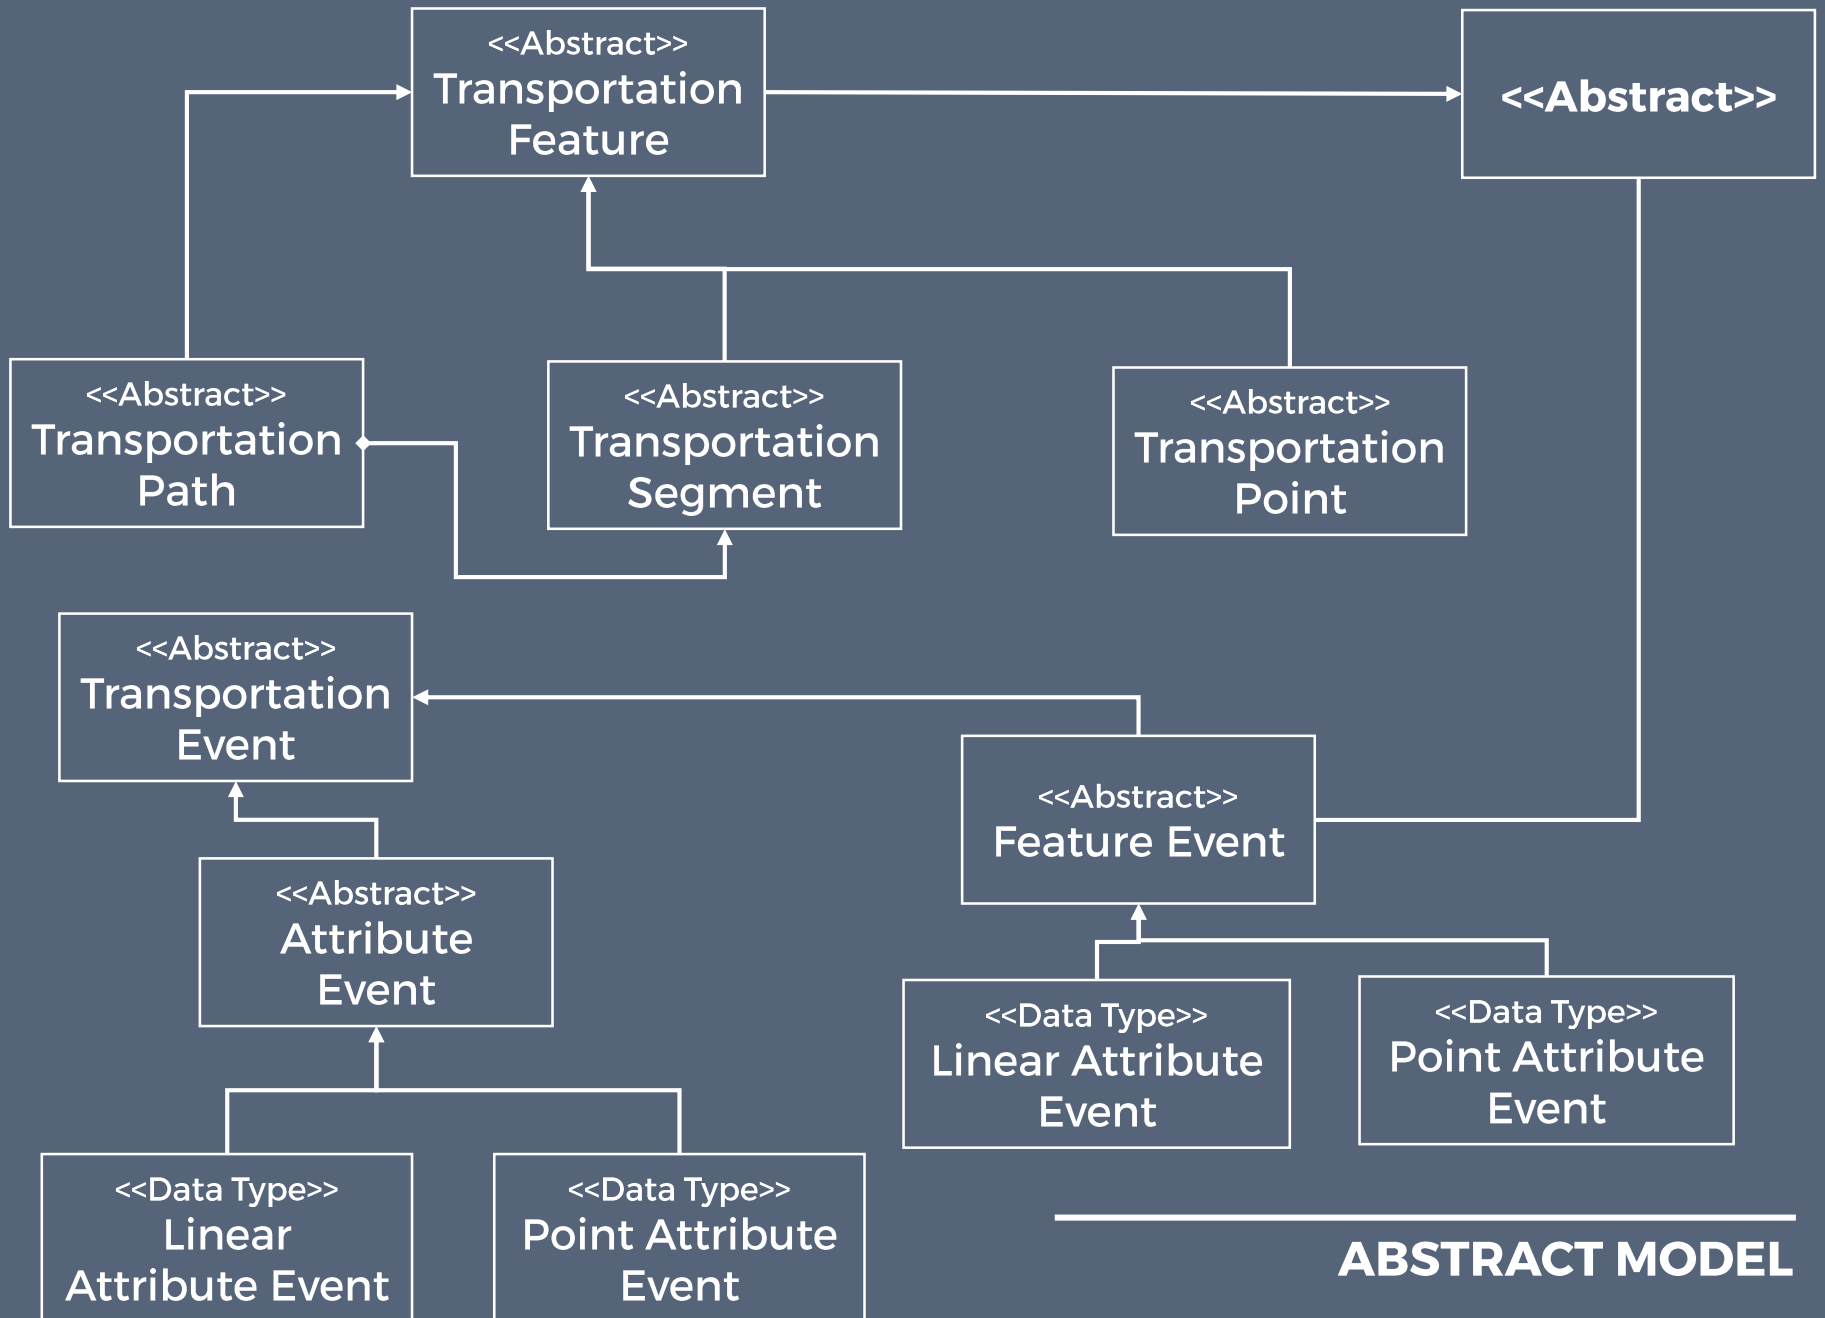 <<Abstract>>
Transportation
Feature
<<Abstract>>
<<Abstract>>
Transportation
Path
<<Abstract>>
Transportation
Segment
<<Abstract>>
Transportation
Point
<<Abstract>>
Transportation
Event
<<Abstract>>
Feature Event
<<Abstract>>
Attribute
Event
<<Data Type>>
Linear Attribute
Event
<<Data Type>>
Point Attribute
Event
<<Data Type>>
Linear
Attribute Event
<<Data Type>>
Point Attribute
Event
ABSTRACT MODEL